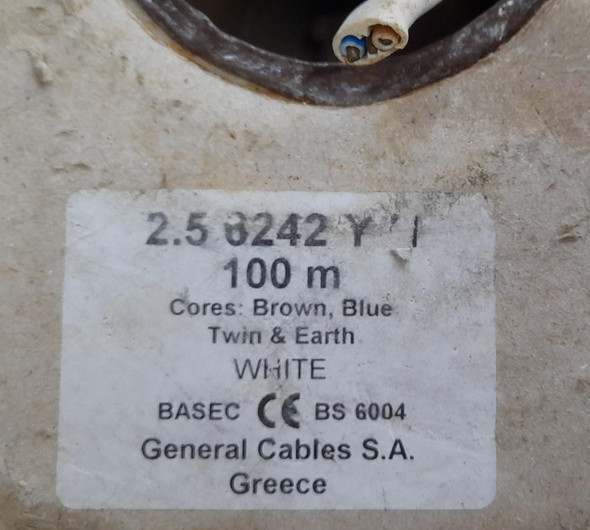 2.5 6242 Y
100 m
Cores: Brown, Blue
Twin & Earth
WHITE
BASEC CE BS 6004
General Cables S.A.
Greece